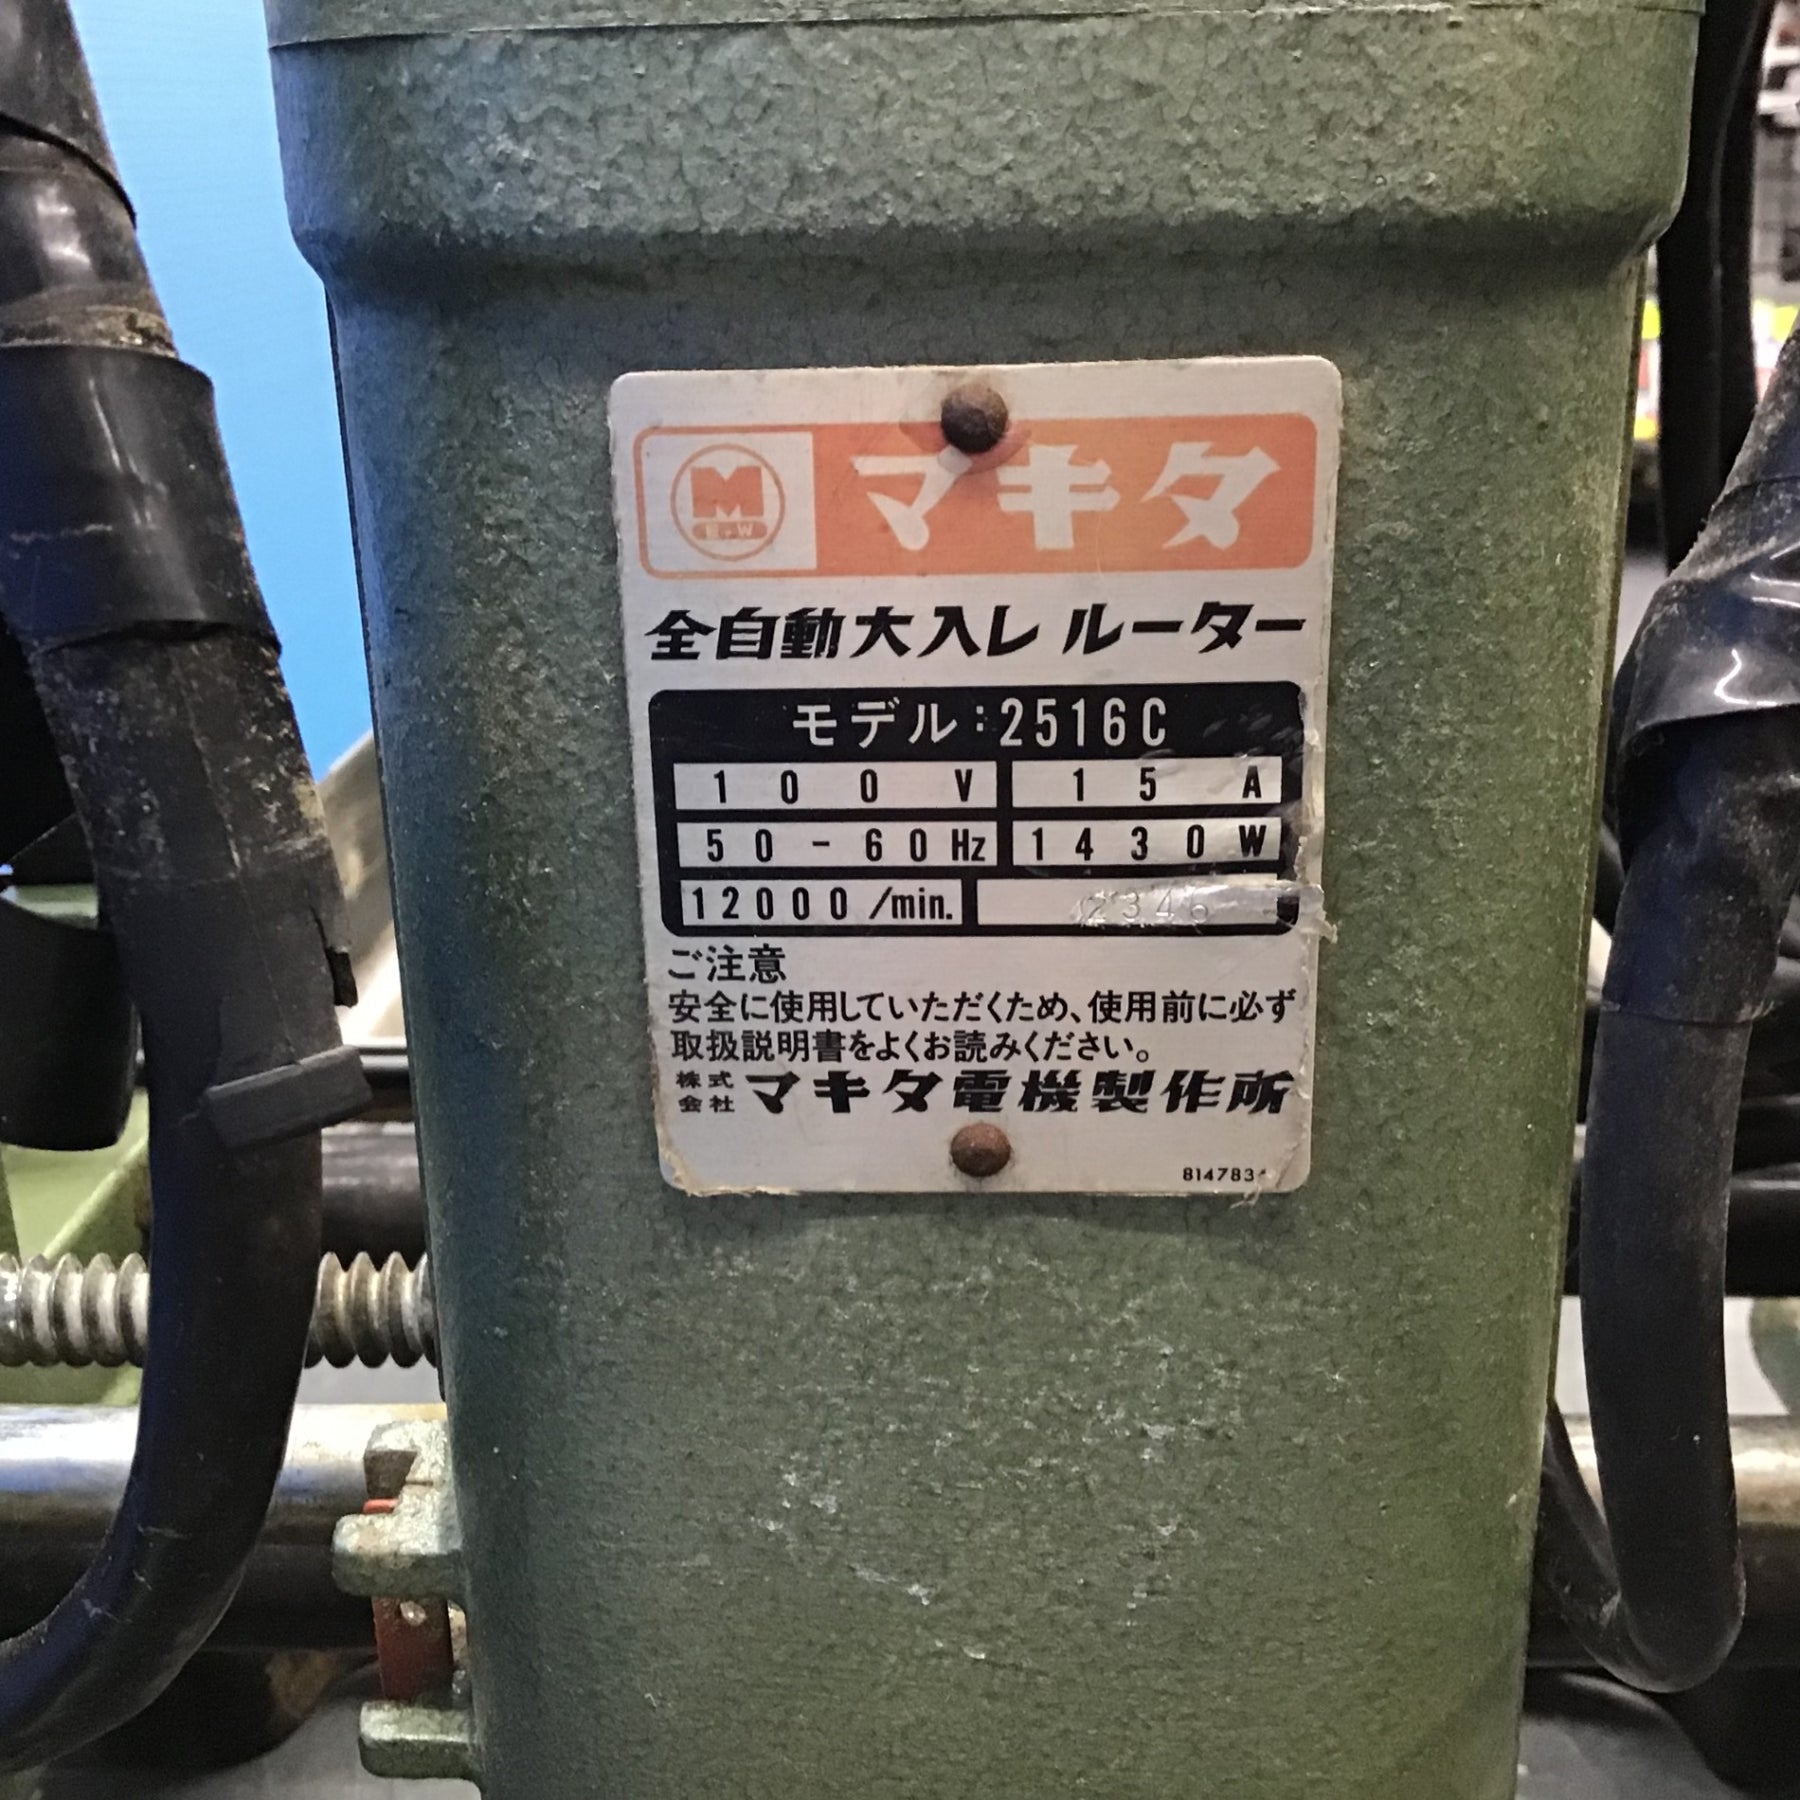 M
マキタ
全自動大入レルーター
モデル:2516C
100V 15A
50-60Hz 1430W
12000/min. 2346
ご注意
安全に使用していただくため、使用前に必ず
取扱説明書をよくお読みください。
株式会社 マキタ電機製作所